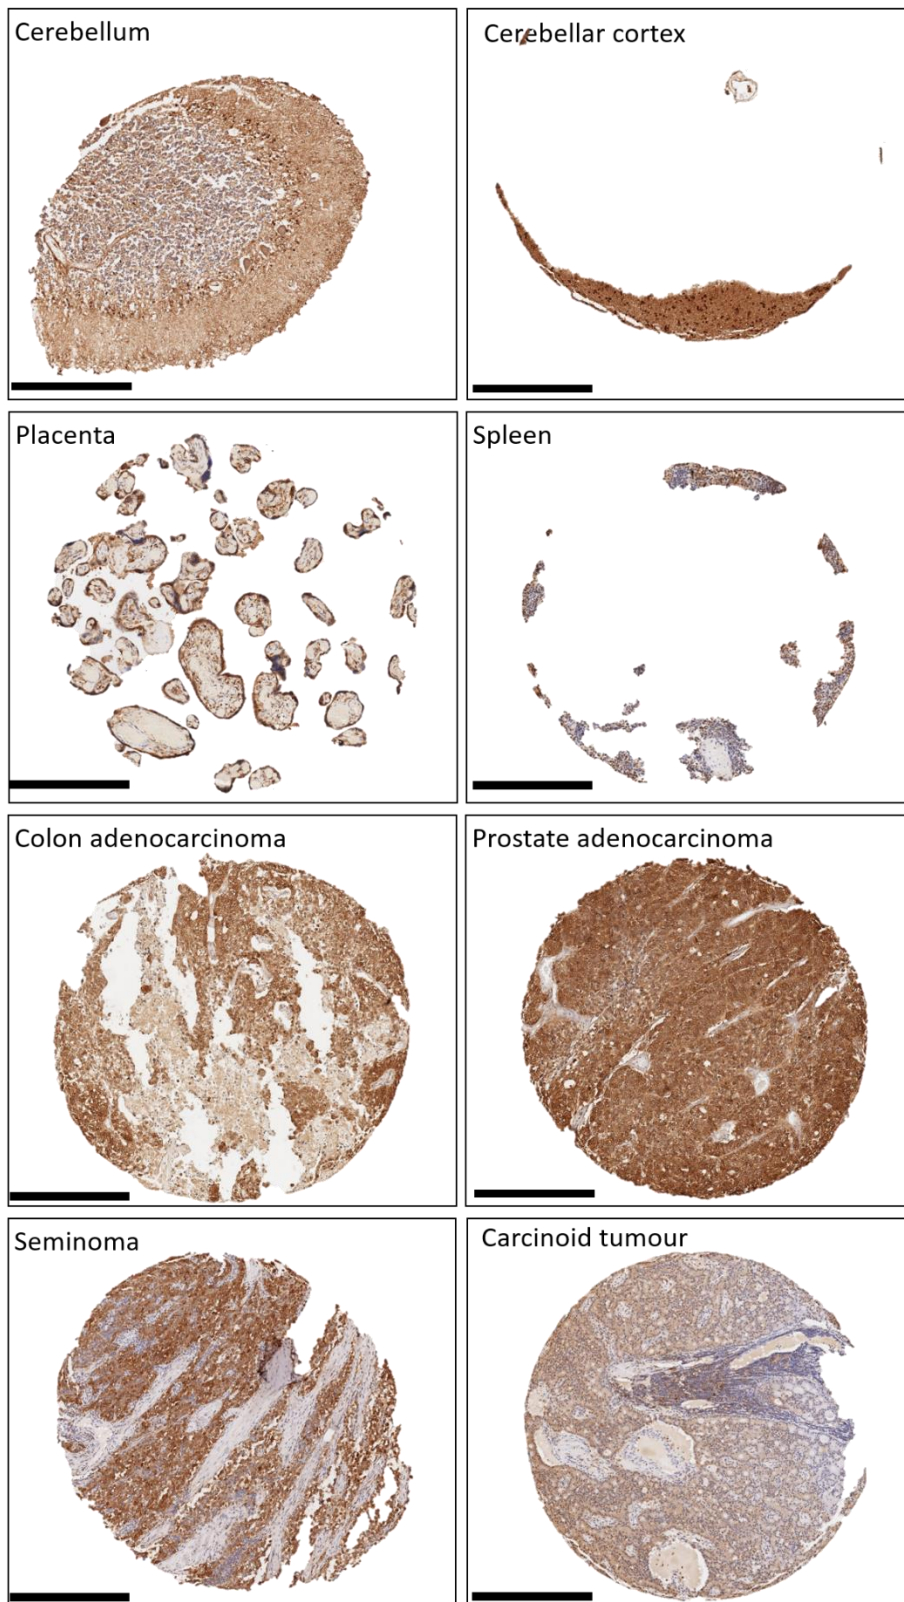 Cerebellum
Cerebellar cortex
Placenta
Spleen
Colon adenocarcinoma
Prostate adenocarcinoma
Seminoma
Carcinoid tumour